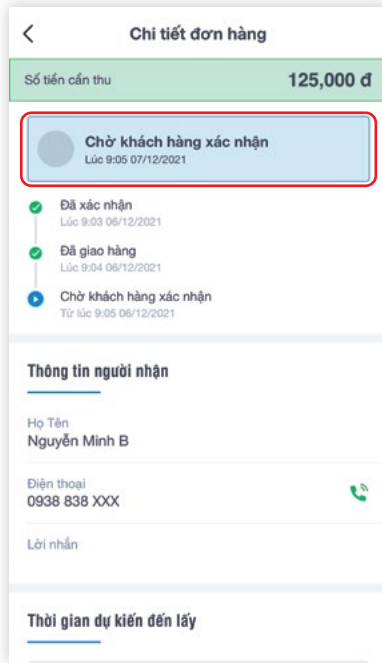 Chi tiết đơn hàng
Số tiền cần thu 125,000 đ
Chờ khách hàng xác nhận
Lúc 9:05 07/12/2021
Đã xác nhận
Lúc 9:03 06/12/2021
Đã giao hàng
Lúc 9:04 06/12/2021
Chờ khách hàng xác nhận
Từ lúc 9:05 06/12/2021
Thông tin người nhận
Họ Tên
Nguyễn Minh B
Điện thoại
0938 838 XXX
Lời nhắn
Thời gian dự kiến đến lấy